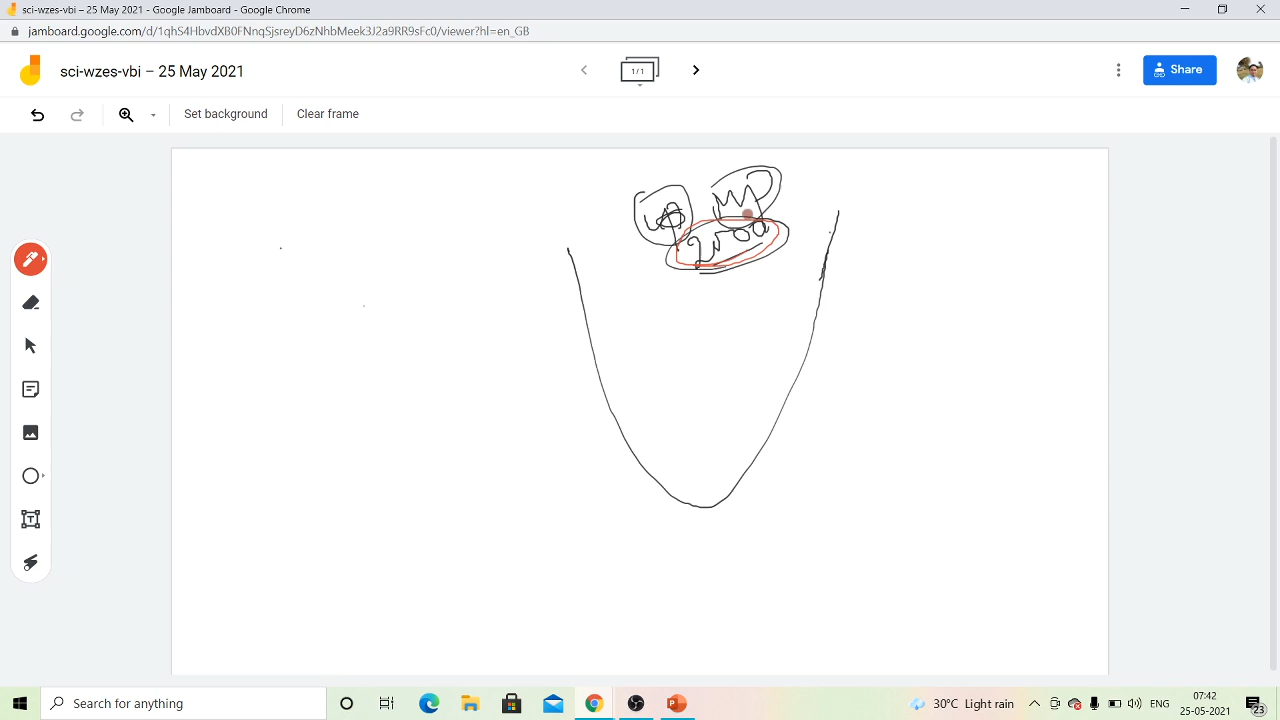 sci-wzes-vbi – 25 May 2021 - Google Jamboard - Google Chrome
jamboard.google.com/d/1qhS4HbvdXB0FNnqSjsreyD6zNhbMeek3J2a9RR9sFc0/viewer?hl=en_GB
sci-wzes-vbi – 25 May 2021
1/1
Share
Set background
Clear frame
Search for anything
30°C Light rain
ENG
07:42
25-05-2021
23